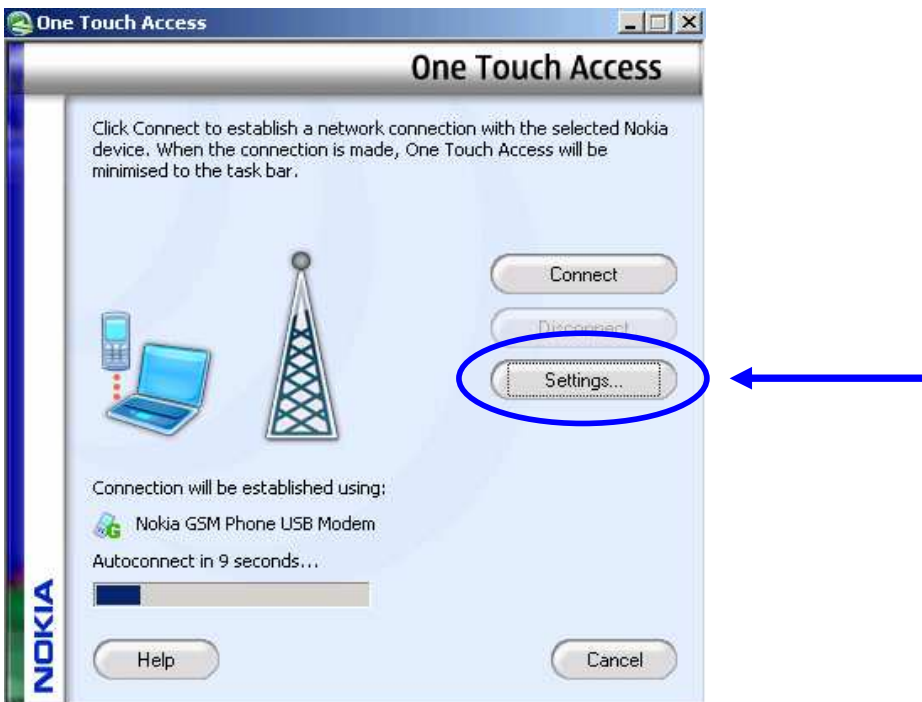 One Touch Access
One Touch Access
Click Connect to establish a network connection with the selected Nokia
device. When the connection is made, One Touch Access will be
minimised to the task bar.
Connect
Disconnect
Settings...
Connection will be established using:
Nokia GSM Phone USB Modem
Autoconnect in 9 seconds...
Help
Cancel
NOKIA